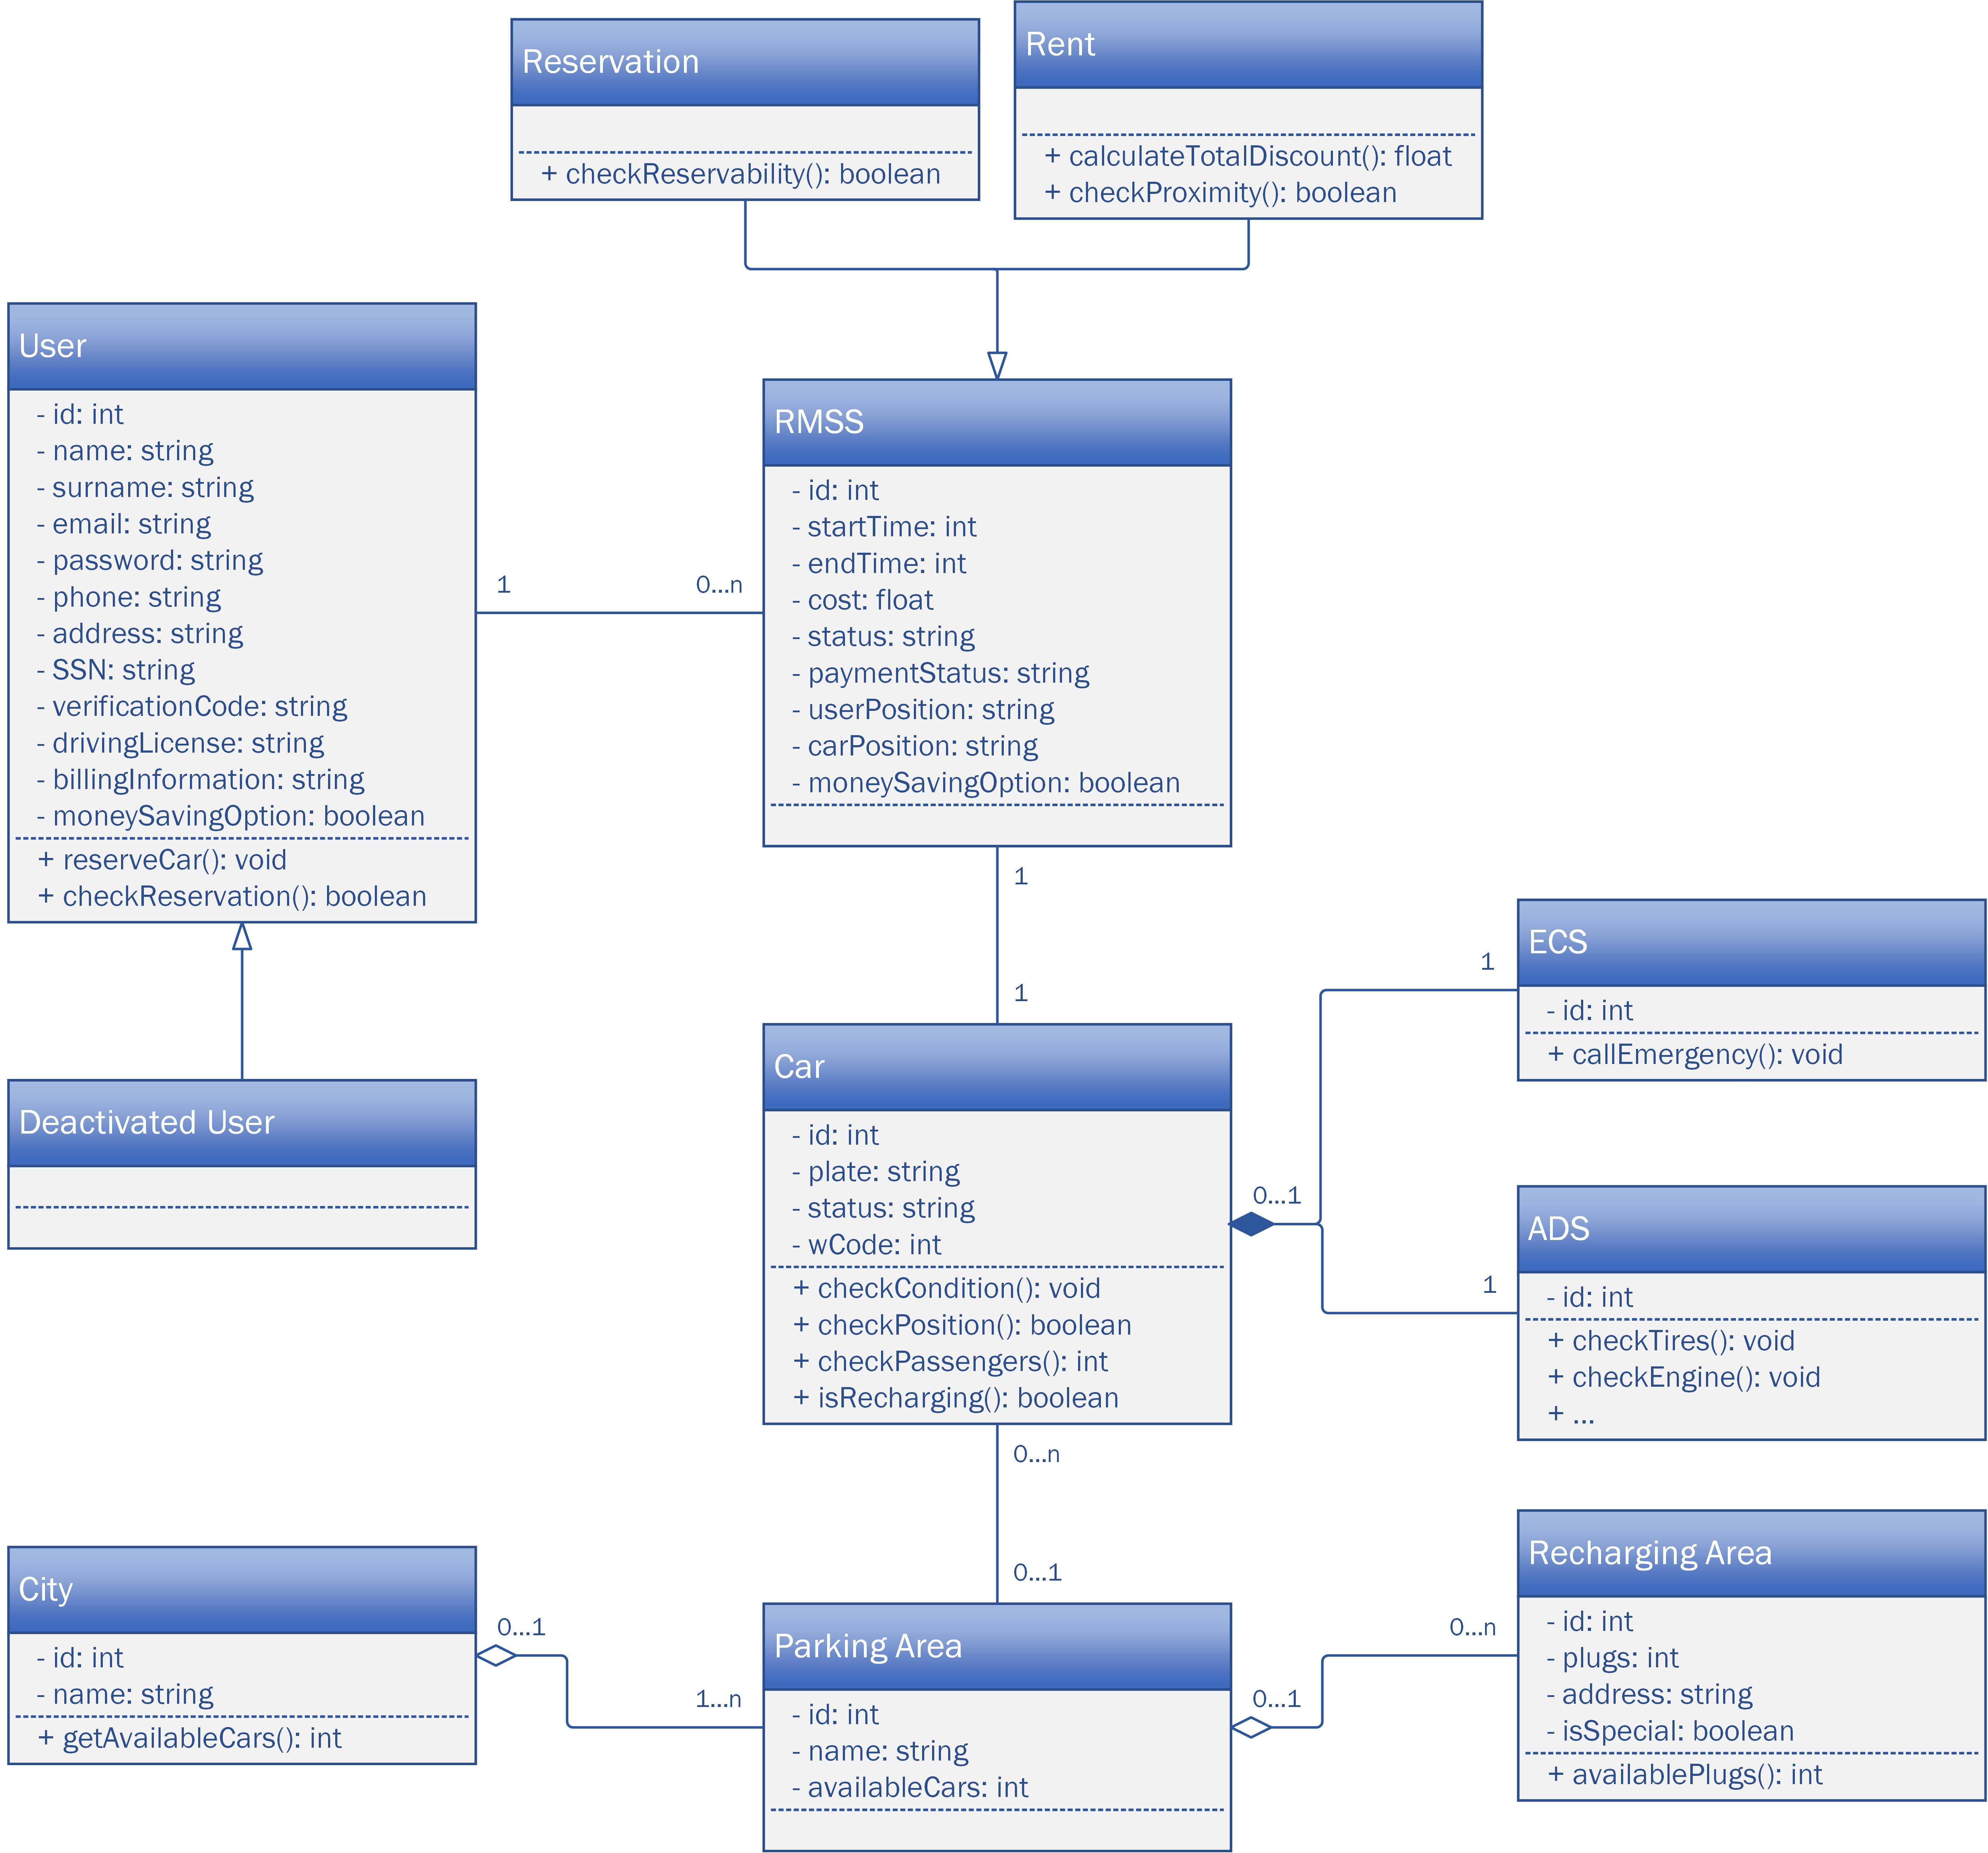 Reservation
+ checkReservability(): boolean
Rent
+ calculateTotalDiscount(): float
+ checkProximity(): boolean
User
- id: int
- name: string
- surname: string
- email: string
- password: string
- phone: string
- address: string
- SSN: string
- verificationCode: string
- drivingLicense: string
- billingInformation: string
- moneySavingOption: boolean
+ reserveCar(): void
+ checkReservation(): boolean
1
0...n
RMSS
- id: int
- startTime: int
- endTime: int
- cost: float
- status: string
- paymentStatus: string
- userPosition: string
- carPosition: string
- moneySavingOption: boolean
1
1
Deactivated User
Car
- id: int
- plate: string
- status: string
- wCode: int
+ checkCondition(): void
+ checkPosition(): boolean
+ checkPassengers(): int
+ isRecharging(): boolean
0...1
1
ECS
- id: int
+ callEmergency(): void
1
ADS
- id: int
+ checkTires(): void
+ checkEngine(): void
+ ...
0...n
0...1
City
- id: int
- name: string
+ getAvailableCars(): int
0...1
1...n
Parking Area
- id: int
- name: string
- availableCars: int
0...1
0...n
Recharging Area
- id: int
- plugs: int
- address: string
- isSpecial: boolean
+ availablePlugs(): int